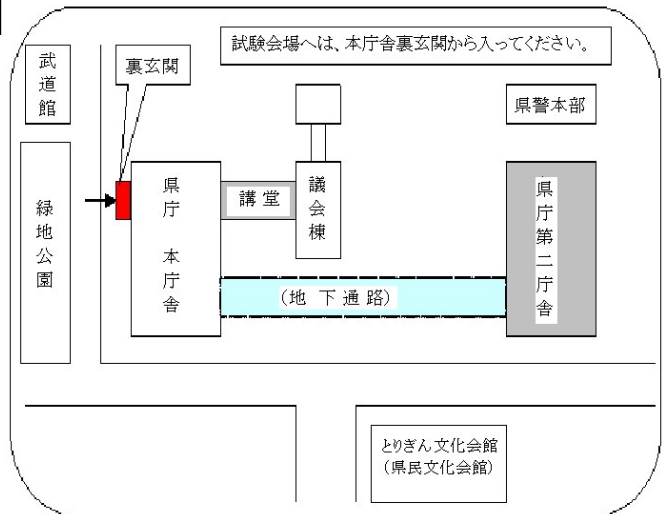 試験会場へは、本庁舎裏玄関から入ってください。
武道館
裏玄関
県警本部
緑地公園
県庁 本庁舎
講堂
議会棟
県庁第二庁舎
(地下通路)
とりぎん文化会館
(県民文化会館)